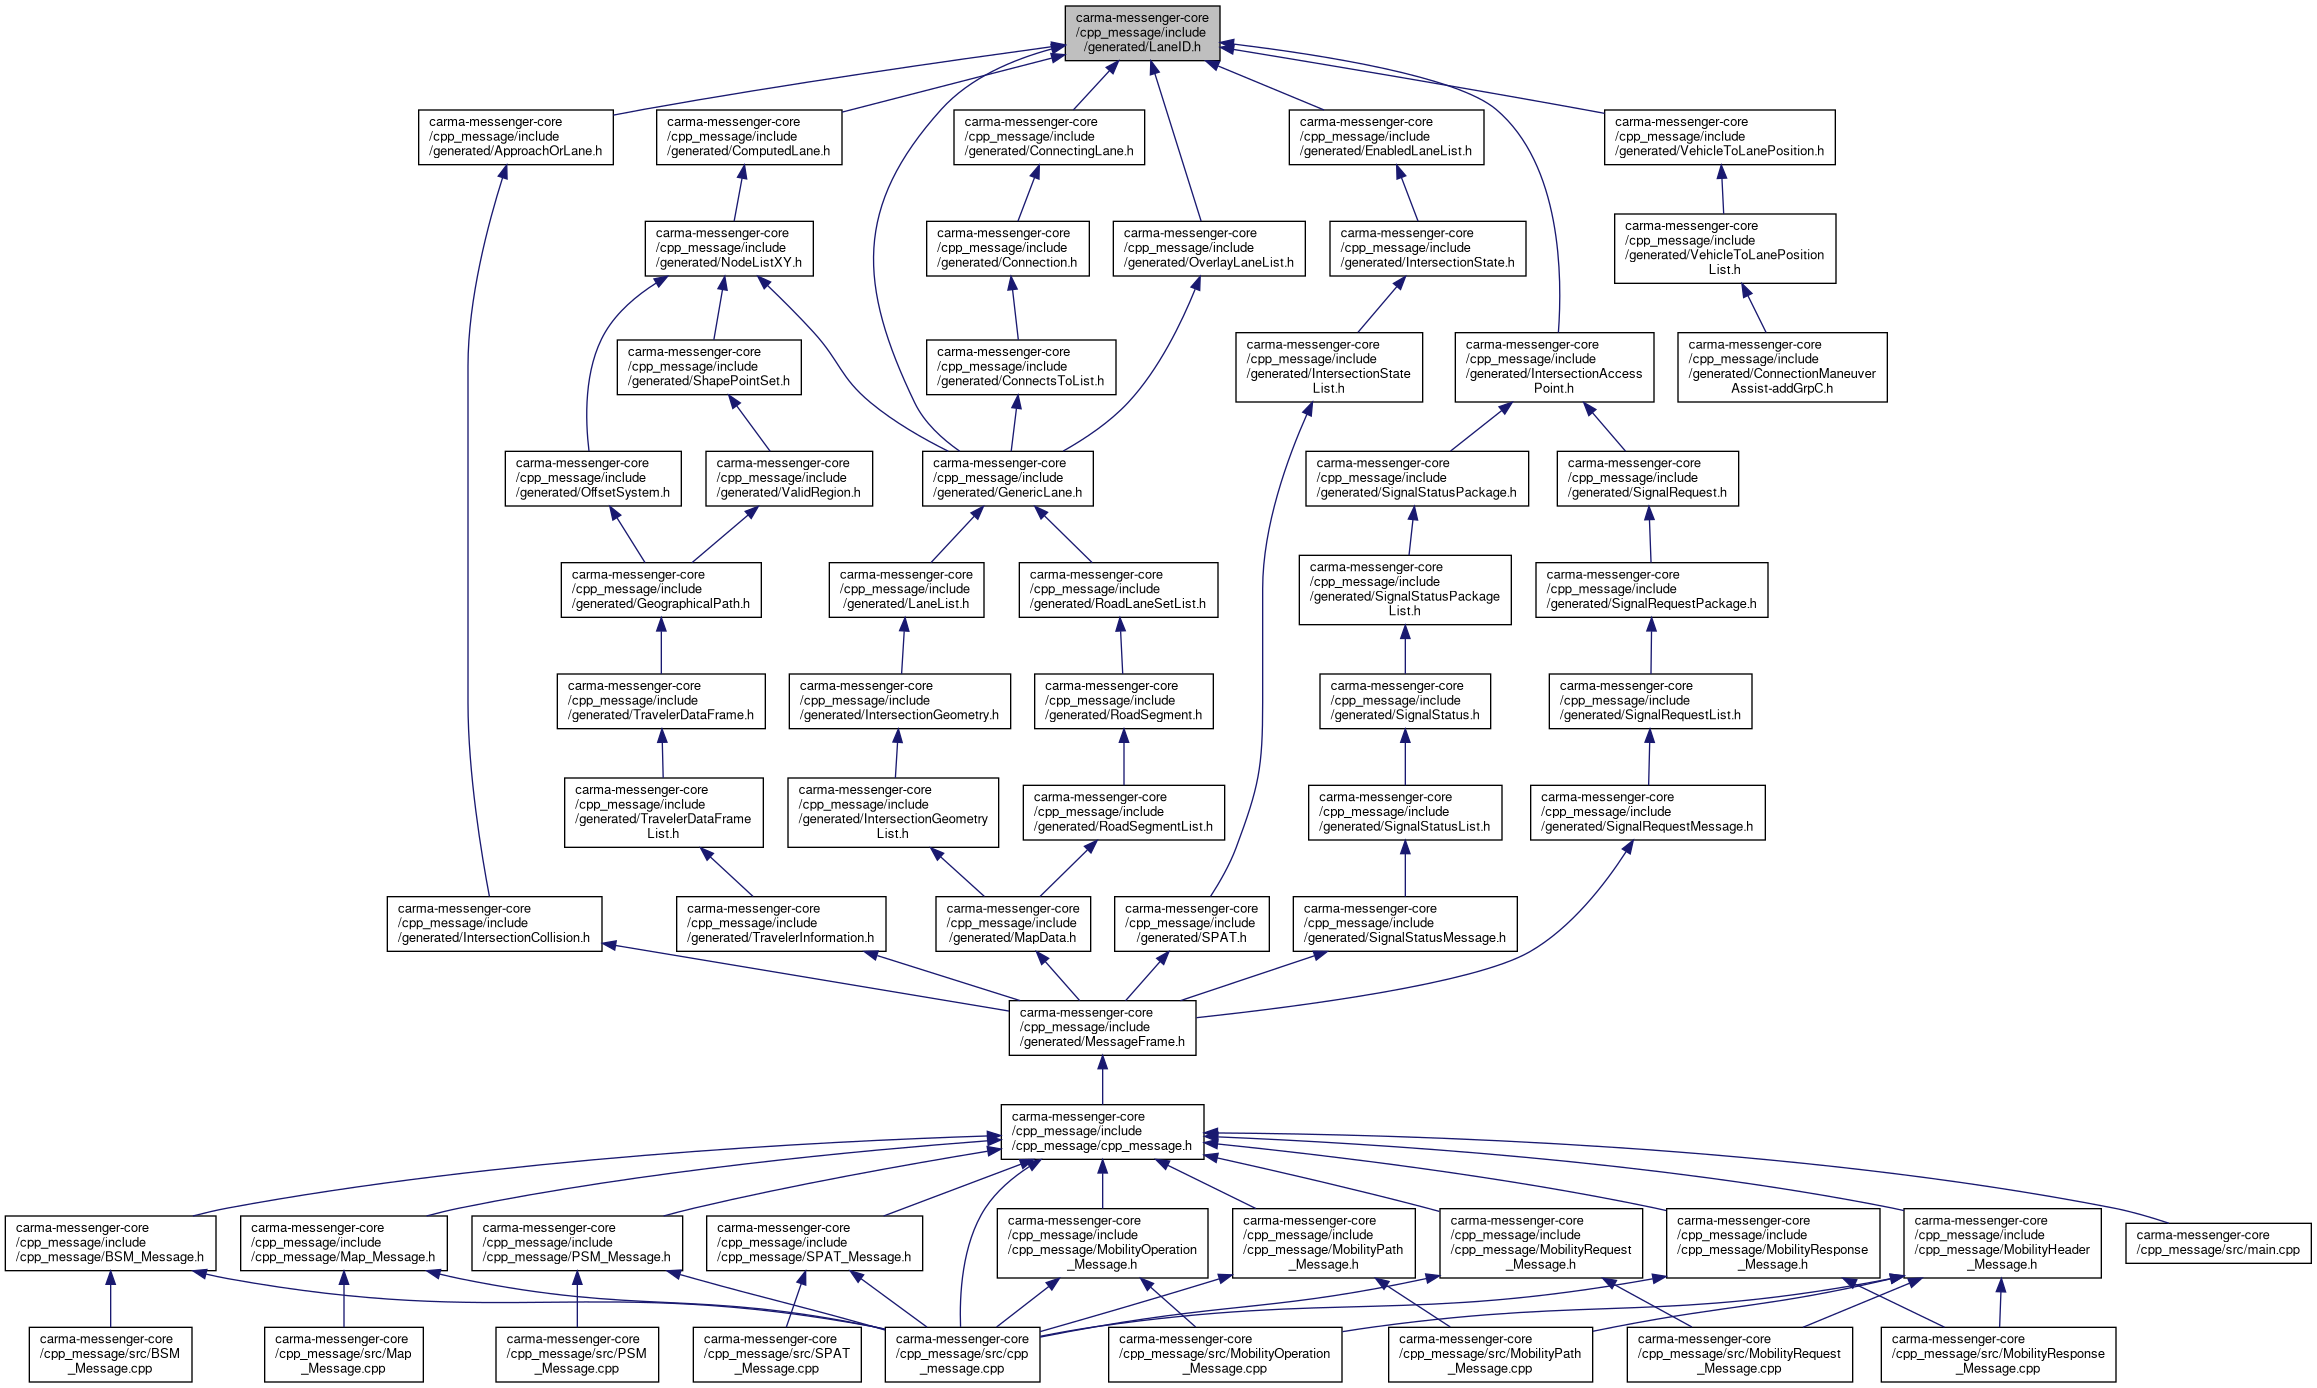 carma-messenger-core
/cpp_message/include
/generated/LaneID.h
carma-messenger-core
/cpp_message/include
/generated/ApproachOrLane.h
carma-messenger-core
/cpp_message/include
/generated/ComputedLane.h
carma-messenger-core
/cpp_message/include
/generated/ConnectingLane.h
carma-messenger-core
/cpp_message/include
/generated/EnabledLaneList.h
carma-messenger-core
/cpp_message/include
/generated/VehicleToLanePosition.h
carma-messenger-core
/cpp_message/include
/generated/NodeListXY.h
carma-messenger-core
/cpp_message/include
/generated/Connection.h
carma-messenger-core
/cpp_message/include
/generated/OverlayLaneList.h
carma-messenger-core
/cpp_message/include
/generated/IntersectionState.h
carma-messenger-core
/cpp_message/include
/generated/VehicleToLanePosition
List.h
carma-messenger-core
/cpp_message/include
/generated/ShapePointSet.h
carma-messenger-core
/cpp_message/include
/generated/ConnectsToList.h
carma-messenger-core
/cpp_message/include
/generated/IntersectionState
List.h
carma-messenger-core
/cpp_message/include
/generated/IntersectionAccess
Point.h
carma-messenger-core
/cpp_message/include
/generated/ConnectionManeuver
Assist-addGrpC.h
carma-messenger-core
/cpp_message/include
/generated/OffsetSystem.h
carma-messenger-core
/cpp_message/include
/generated/ValidRegion.h
carma-messenger-core
/cpp_message/include
/generated/GenericLane.h
carma-messenger-core
/cpp_message/include
/generated/SignalStatusPackage.h
carma-messenger-core
/cpp_message/include
/generated/SignalRequest.h
carma-messenger-core
/cpp_message/include
/generated/GeographicalPath.h
carma-messenger-core
/cpp_message/include
/generated/LaneList.h
carma-messenger-core
/cpp_message/include
/generated/RoadLaneSetList.h
carma-messenger-core
/cpp_message/include
/generated/SignalStatusPackage
List.h
carma-messenger-core
/cpp_message/include
/generated/SignalRequestPackage.h
carma-messenger-core
/cpp_message/include
/generated/TravelerDataFrame.h
carma-messenger-core
/cpp_message/include
/generated/IntersectionGeometry.h
carma-messenger-core
/cpp_message/include
/generated/RoadSegment.h
carma-messenger-core
/cpp_message/include
/generated/SignalStatus.h
carma-messenger-core
/cpp_message/include
/generated/SignalRequestList.h
carma-messenger-core
/cpp_message/include
/generated/TravelerDataFrame
List.h
carma-messenger-core
/cpp_message/include
/generated/IntersectionGeometry
List.h
carma-messenger-core
/cpp_message/include
/generated/RoadSegmentList.h
carma-messenger-core
/cpp_message/include
/generated/SignalStatusList.h
carma-messenger-core
/cpp_message/include
/generated/SignalRequestMessage.h
carma-messenger-core
/cpp_message/include
/generated/IntersectionCollision.h
carma-messenger-core
/cpp_message/include
/generated/TravelerInformation.h
carma-messenger-core
/cpp_message/include
/generated/MapData.h
carma-messenger-core
/cpp_message/include
/generated/SPAT.h
carma-messenger-core
/cpp_message/include
/generated/SignalStatusMessage.h
carma-messenger-core
/cpp_message/include
/generated/MessageFrame.h
carma-messenger-core
/cpp_message/include
/cpp_message/cpp_message.h
carma-messenger-core
/cpp_message/include
/cpp_message/BSM_Message.h
carma-messenger-core
/cpp_message/include
/cpp_message/Map_Message.h
carma-messenger-core
/cpp_message/include
/cpp_message/PSM_Message.h
carma-messenger-core
/cpp_message/include
/cpp_message/SPAT_Message.h
carma-messenger-core
/cpp_message/include
/cpp_message/MobilityOperation
_Message.h
carma-messenger-core
/cpp_message/include
/cpp_message/MobilityPath
_Message.h
carma-messenger-core
/cpp_message/include
/cpp_message/MobilityRequest
_Message.h
carma-messenger-core
/cpp_message/include
/cpp_message/MobilityResponse
_Message.h
carma-messenger-core
/cpp_message/include
/cpp_message/MobilityHeader
_Message.h
carma-messenger-core
/cpp_message/src/main.cpp
carma-messenger-core
/cpp_message/src/BSM
_Message.cpp
carma-messenger-core
/cpp_message/src/Map
_Message.cpp
carma-messenger-core
/cpp_message/src/PSM
_Message.cpp
carma-messenger-core
/cpp_message/src/SPAT
_Message.cpp
carma-messenger-core
/cpp_message/src/cpp
_message.cpp
carma-messenger-core
/cpp_message/src/MobilityOperation
_Message.cpp
carma-messenger-core
/cpp_message/src/MobilityPath
_Message.cpp
carma-messenger-core
/cpp_message/src/MobilityRequest
_Message.cpp
carma-messenger-core
/cpp_message/src/MobilityResponse
_Message.cpp